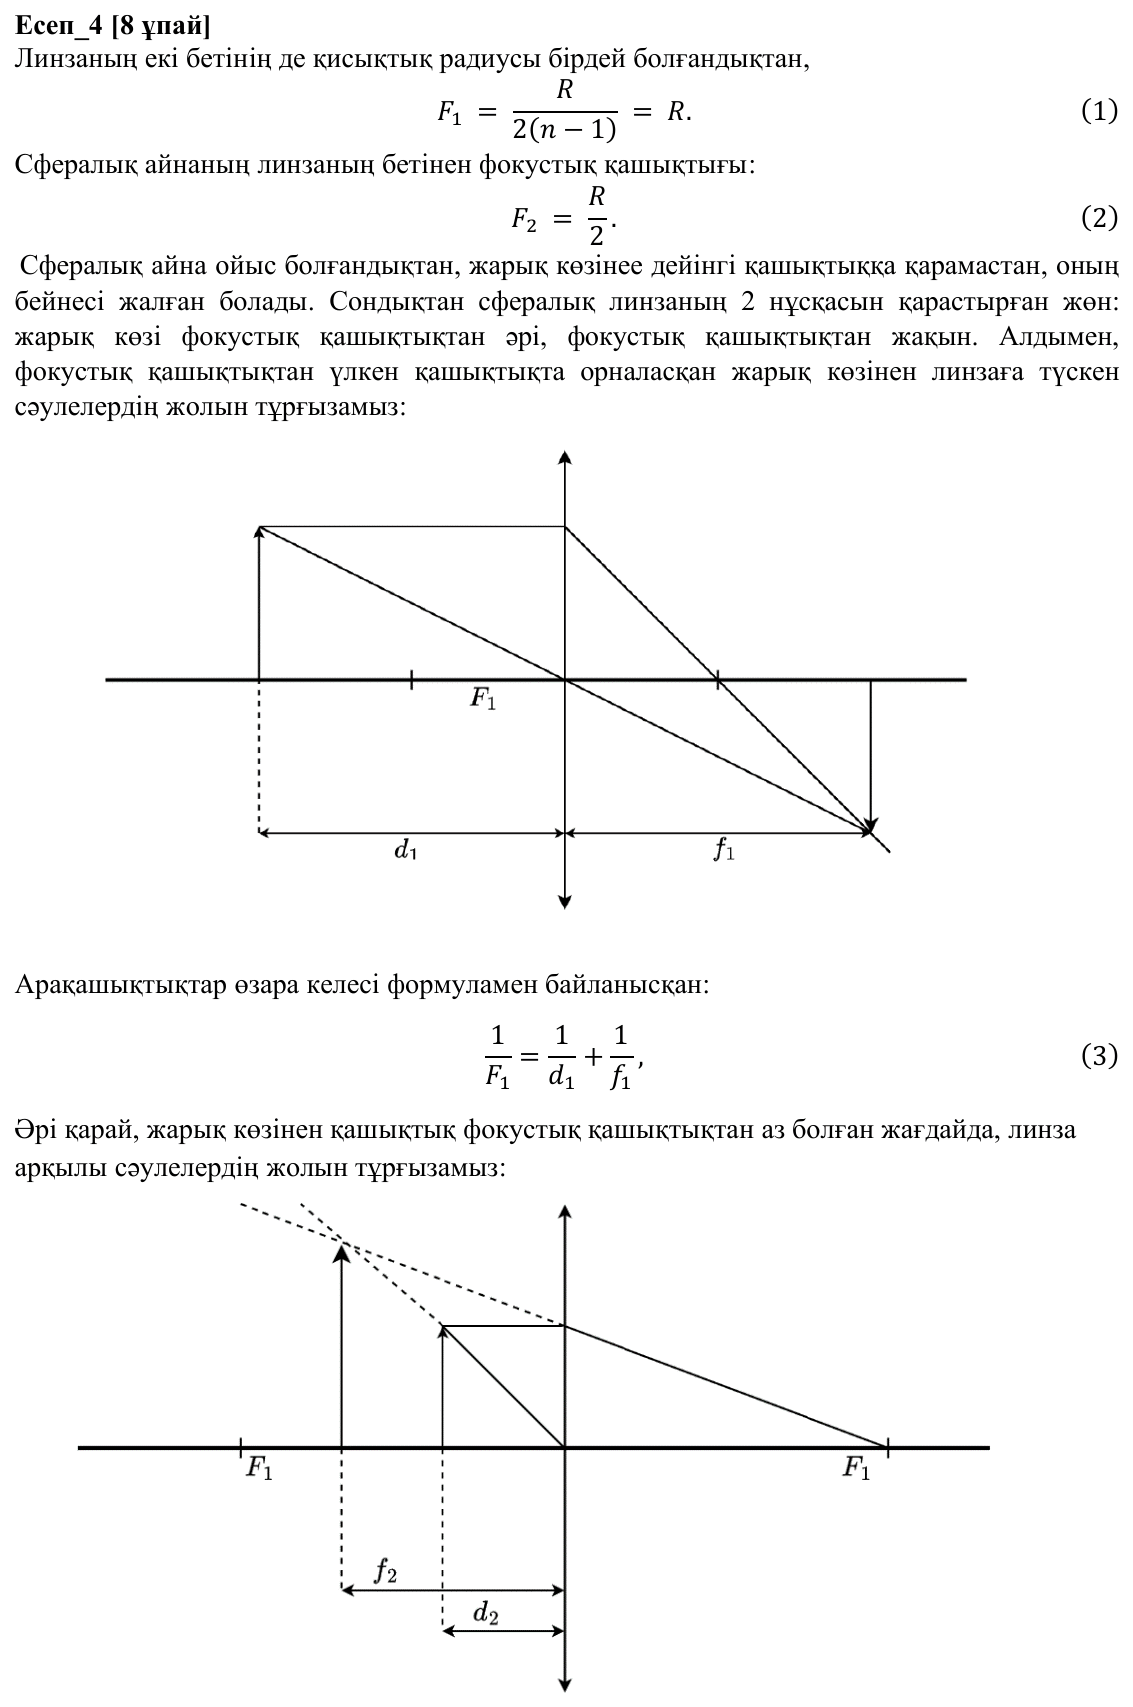 Есеп_4 [8 ұпай]
Линзаның екі бетінің де қисықтық радиусы бірдей болғандықтан,
F₁ = R / 2(n − 1) = R. (1)
Сфералық айнаның линзаның бетінен фокустық қашықтығы:
F₂ = R / 2. (2)
Сфералық айна ойыс болғандықтан, жарық көзінее дейінгі қашықтыққа қарамастан, оның
бейнесі жалған болады. Сондықтан сфералық линзаның 2 нұсқасын қарастырған жөн:
жарық көзі фокустық қашықтықтан әрі, фокустық қашықтықтан жақын. Алдымен,
фокустық қашықтықтан үлкен қашықтықта орналасқан жарық көзінен линзаға түскен
сәулелердің жолын тұрғызамыз:
F₁
d₁ f₁
Арақашықтықтар өзара келесі формуламен байланысқан:
1/F₁ = 1/d₁ + 1/f₁, (3)
Әрі қарай, жарық көзінен қашықтық фокустық қашықтықтан аз болған жағдайда, линза
арқылы сәулелердің жолын тұрғызамыз:
F₁ F₁
f₂
d₂